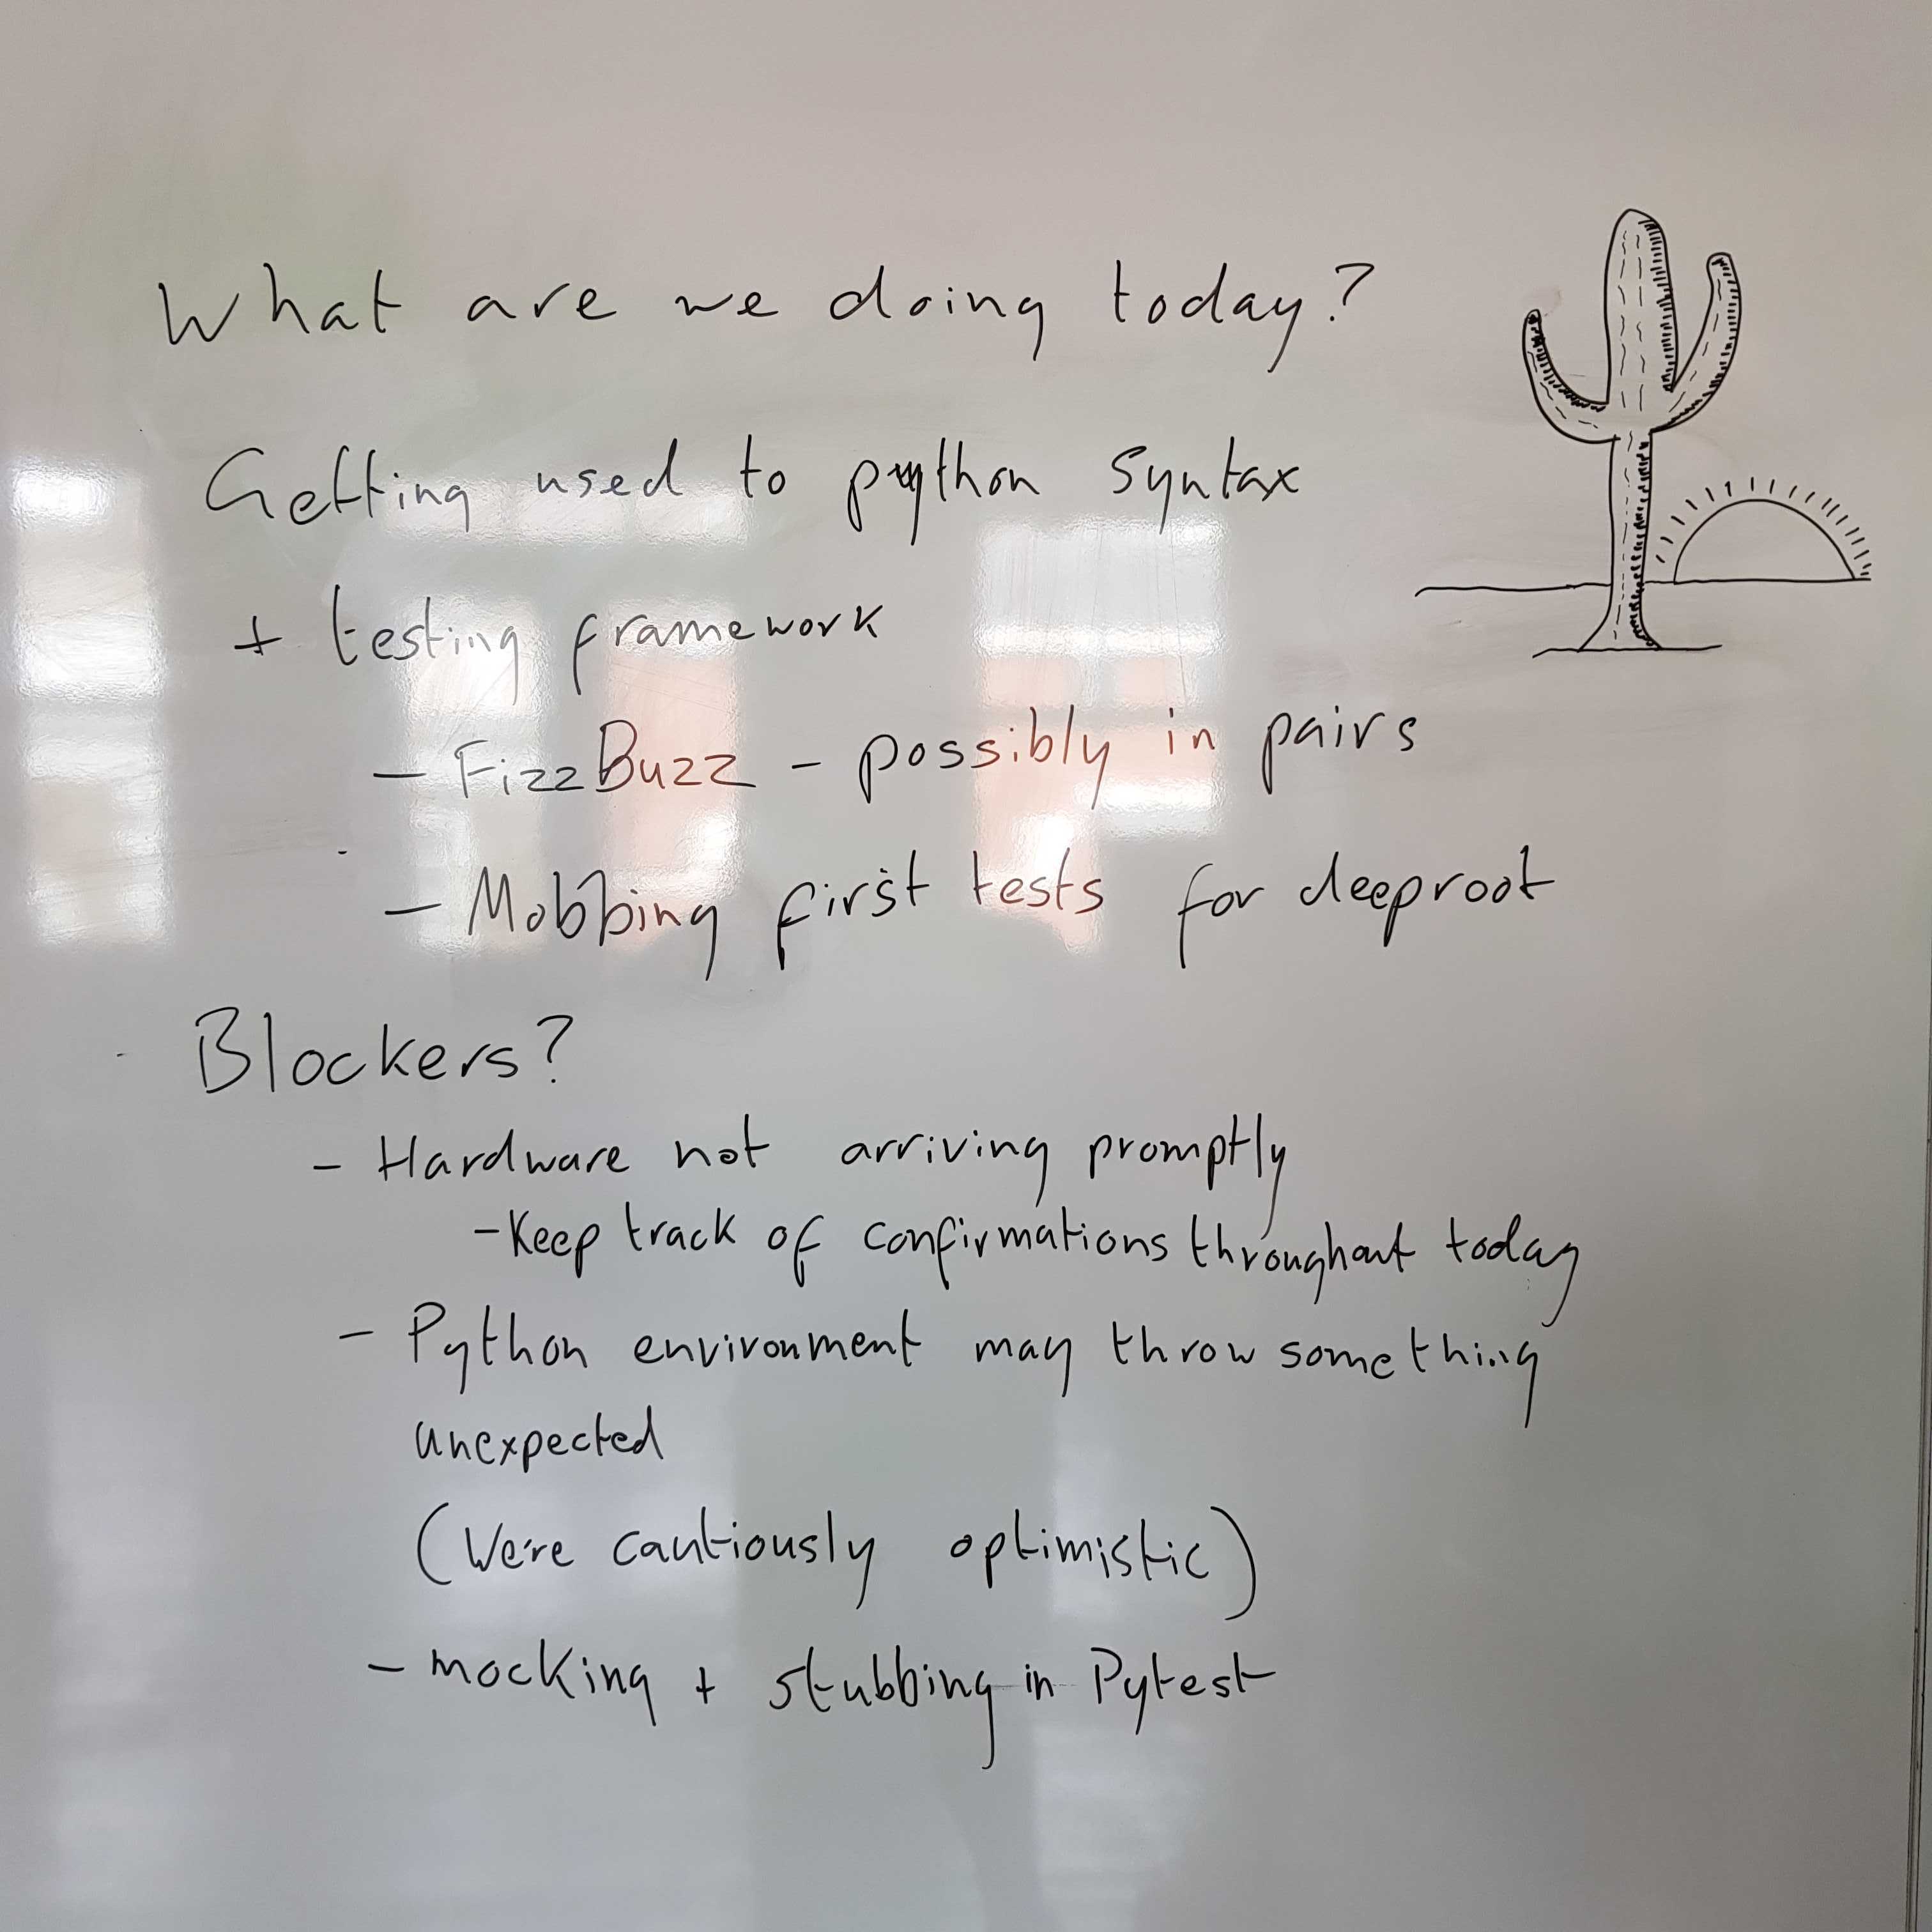 What are we doing today?
Getting used to python syntax
+ testing framework
- FizzBuzz - possibly in pairs
- Mobbing first tests for deeproot
Blockers?
- Hardware not arriving promptly
- Keep track of confirmations throughout today
- Python environment may throw something
unexpected
(We're cautiously optimistic)
- mocking + stubbing in Pytest